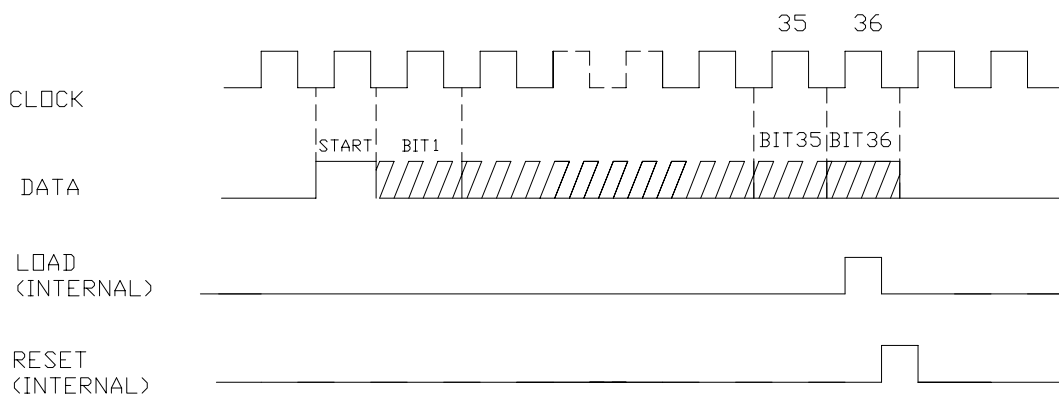 35 36
CLOCK
START BIT1 BIT35 BIT36
DATA
LOAD
(INTERNAL)
RESET
(INTERNAL)